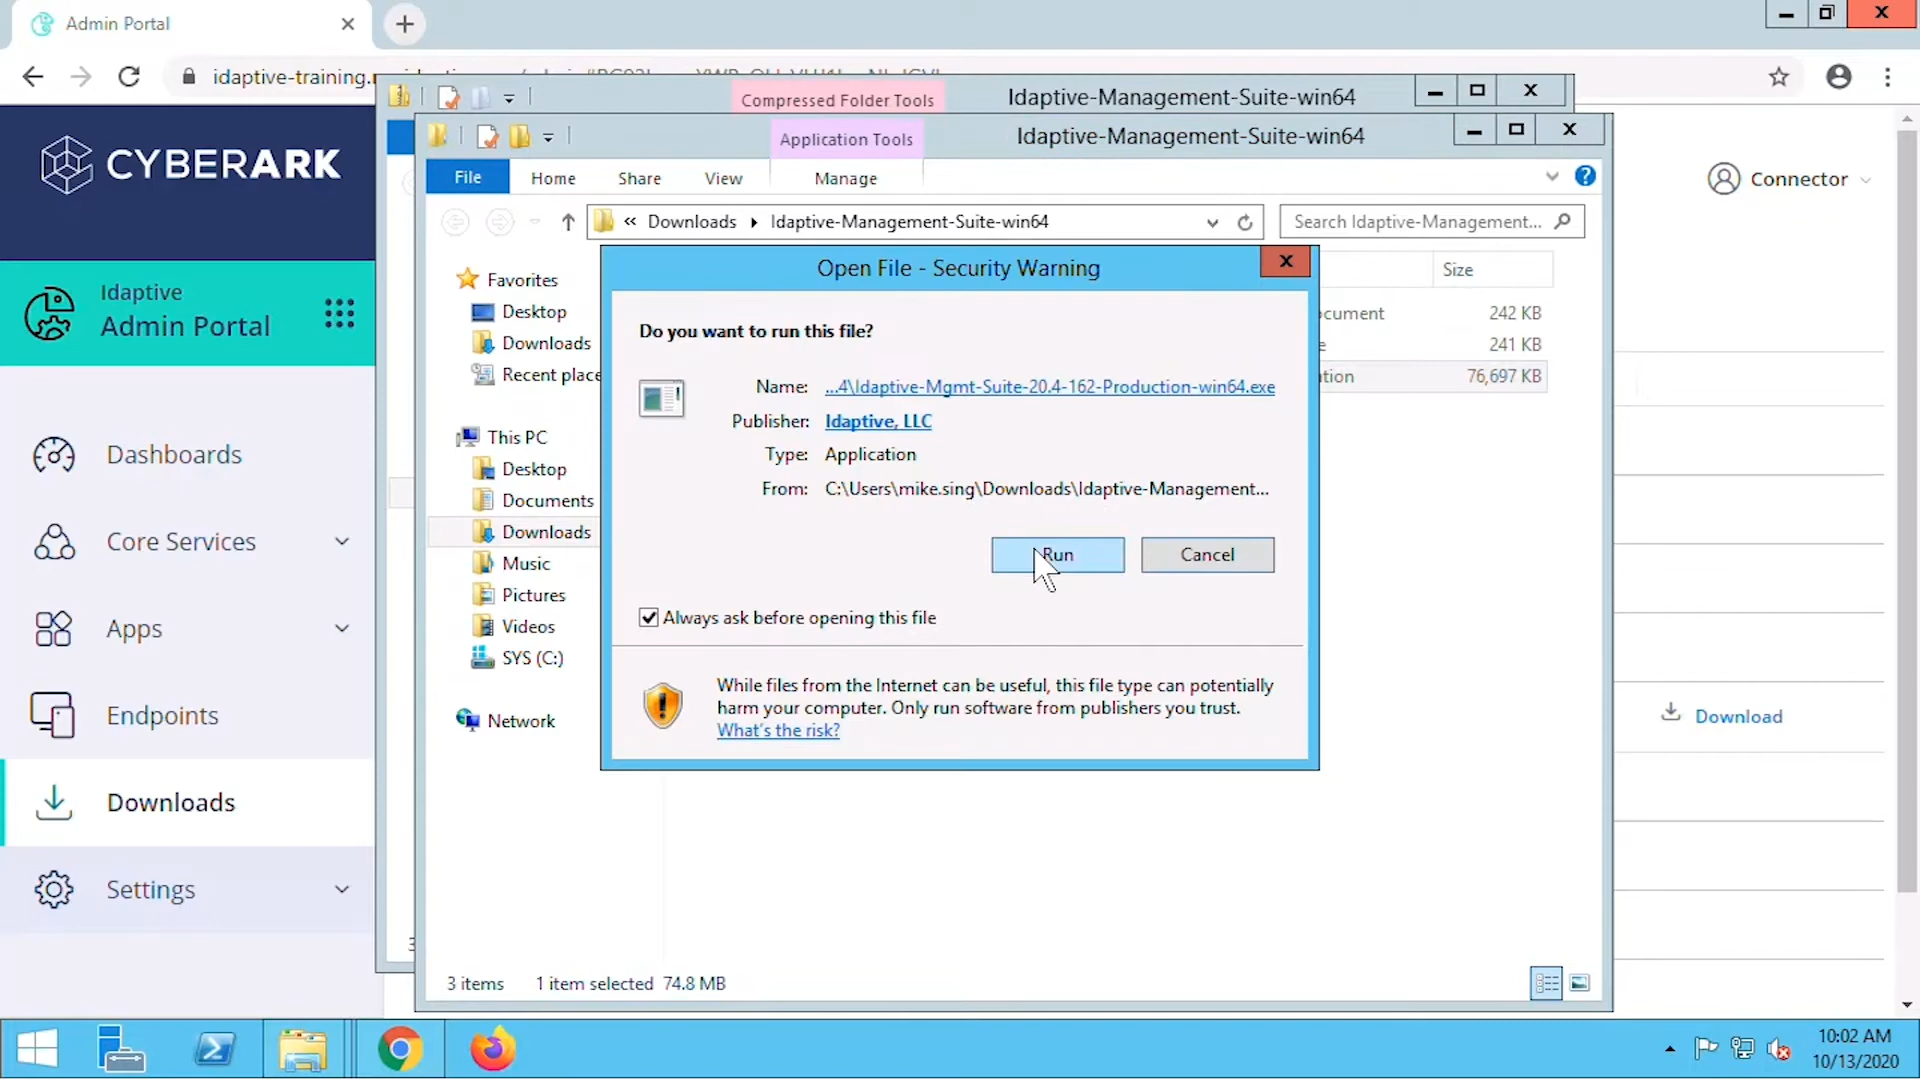 Admin Portal
idaptive-training.
Compressed Folder Tools
Idaptive-Management-Suite-win64
Application Tools
Idaptive-Management-Suite-win64
CYBERARK
File
Home
Share
View
Manage
Connector
« Downloads
Idaptive-Management-Suite-win64
Search Idaptive-Management...
Idaptive
Admin Portal
Favorites
Desktop
Downloads
Recent place
This PC
Desktop
Documents
Downloads
Music
Pictures
Videos
SYS (C:)
Network
Open File - Security Warning
Do you want to run this file?
Name: ...4\Idaptive-Mgmt-Suite-20.4-162-Production-win64.exe
Publisher: Idaptive, LLC
Type: Application
From: C:\Users\mike.sing\Downloads\Idaptive-Management...
Run
Cancel
Always ask before opening this file
While files from the Internet can be useful, this file type can potentially
harm your computer. Only run software from publishers you trust.
What's the risk?
Size
cument
242 KB
e
241 KB
tion
76,697 KB
Dashboards
Core Services
Apps
Endpoints
Downloads
Settings
Download
3
3 items
1 item selected
74.8 MB
10:02 AM
10/13/2020